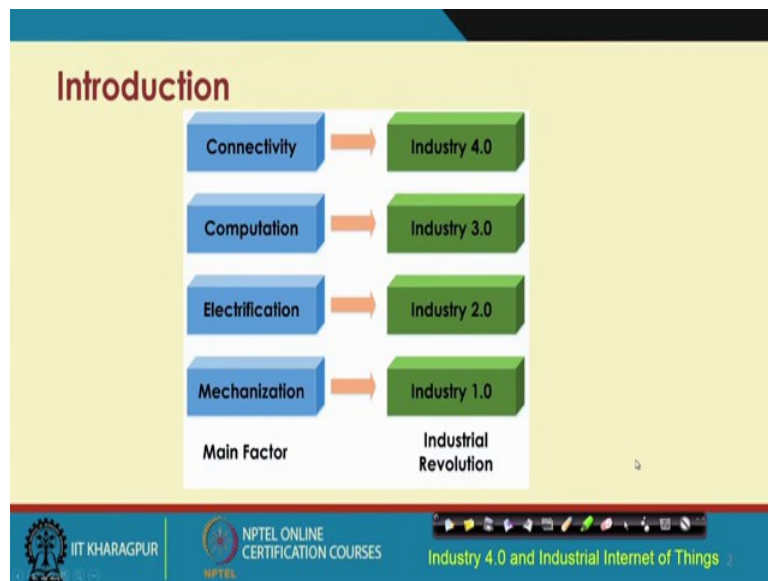 Introduction
Connectivity
Industry 4.0
Computation
Industry 3.0
Electrification
Industry 2.0
Mechanization
Industry 1.0
Main Factor
Industrial
Revolution
IIT KHARAGPUR
NPTEL
NPTEL ONLINE
CERTIFICATION COURSES
Industry 4.0 and Industrial Internet of Things
2